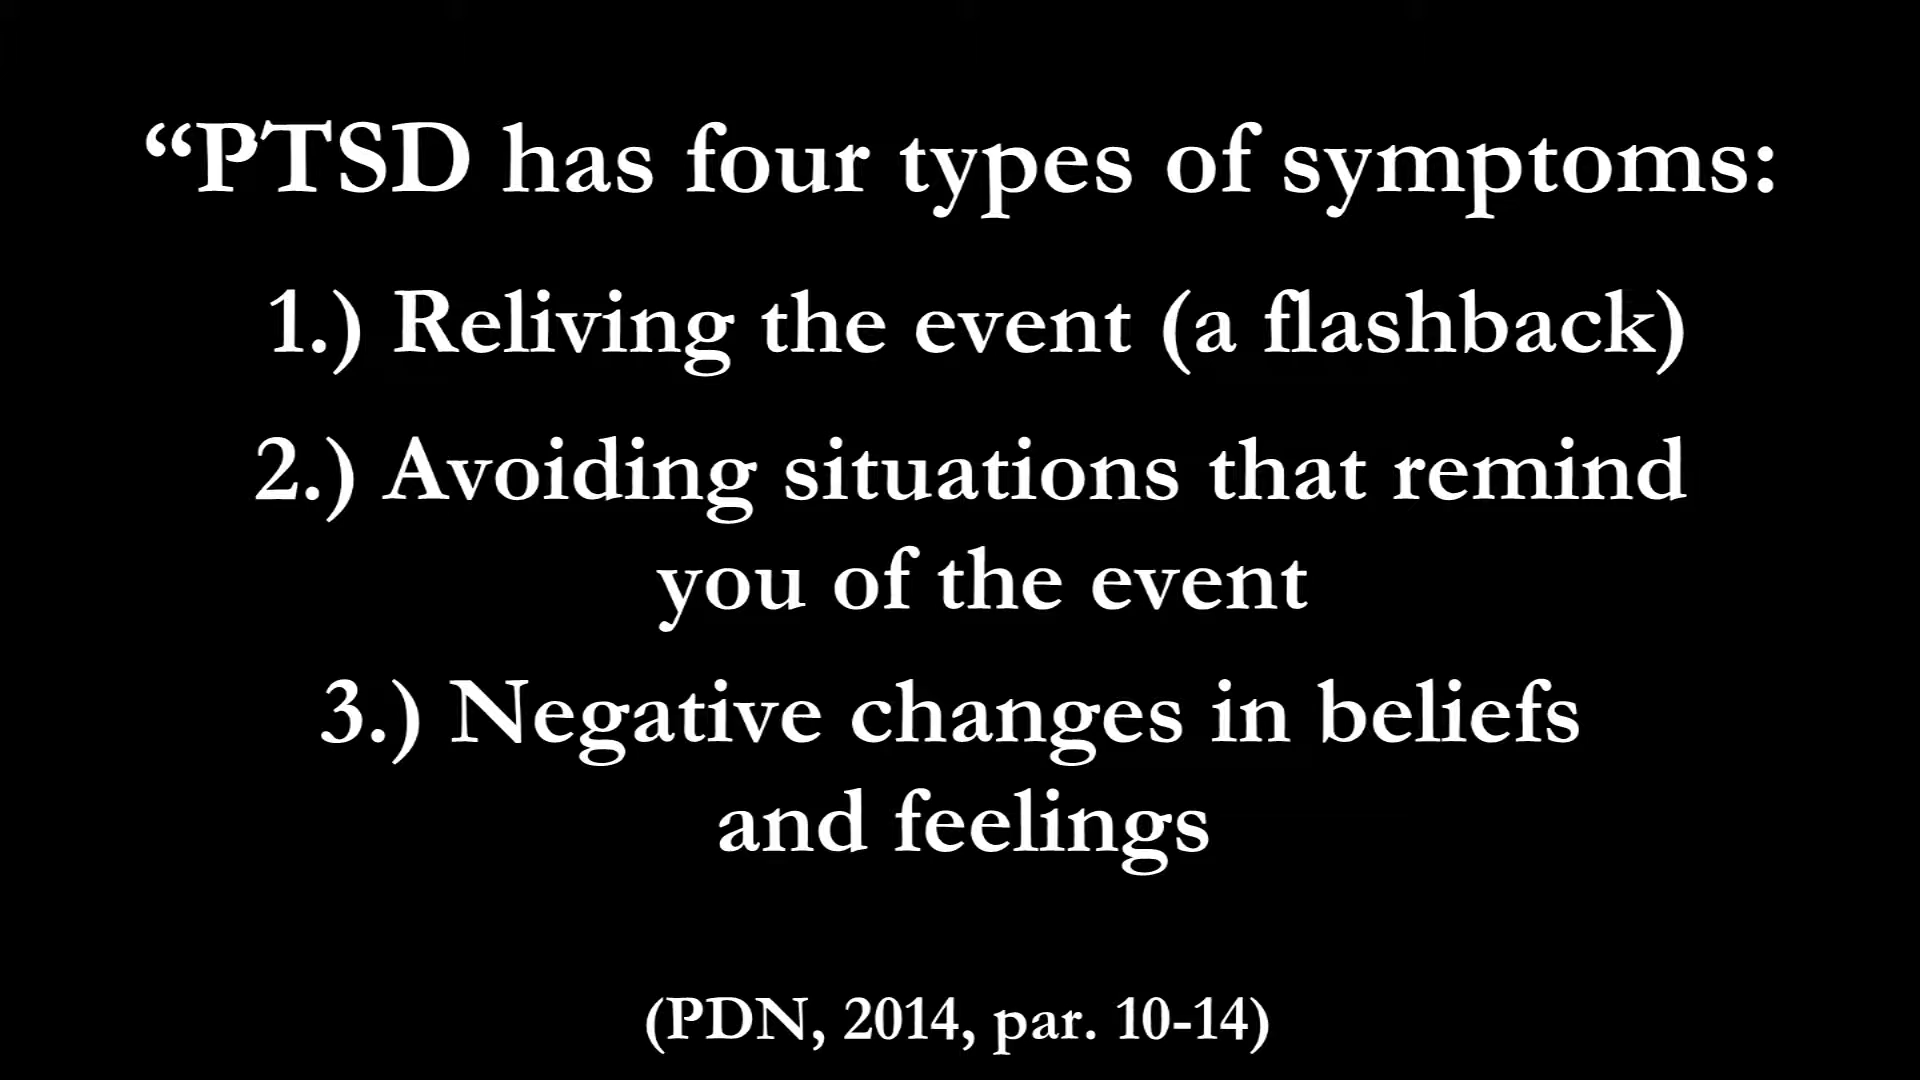 “PTSD has four types of symptoms:
1.) Reliving the event (a flashback)
2.) Avoiding situations that remind
you of the event
3.) Negative changes in beliefs
and feelings
(PDN, 2014, par. 10-14)